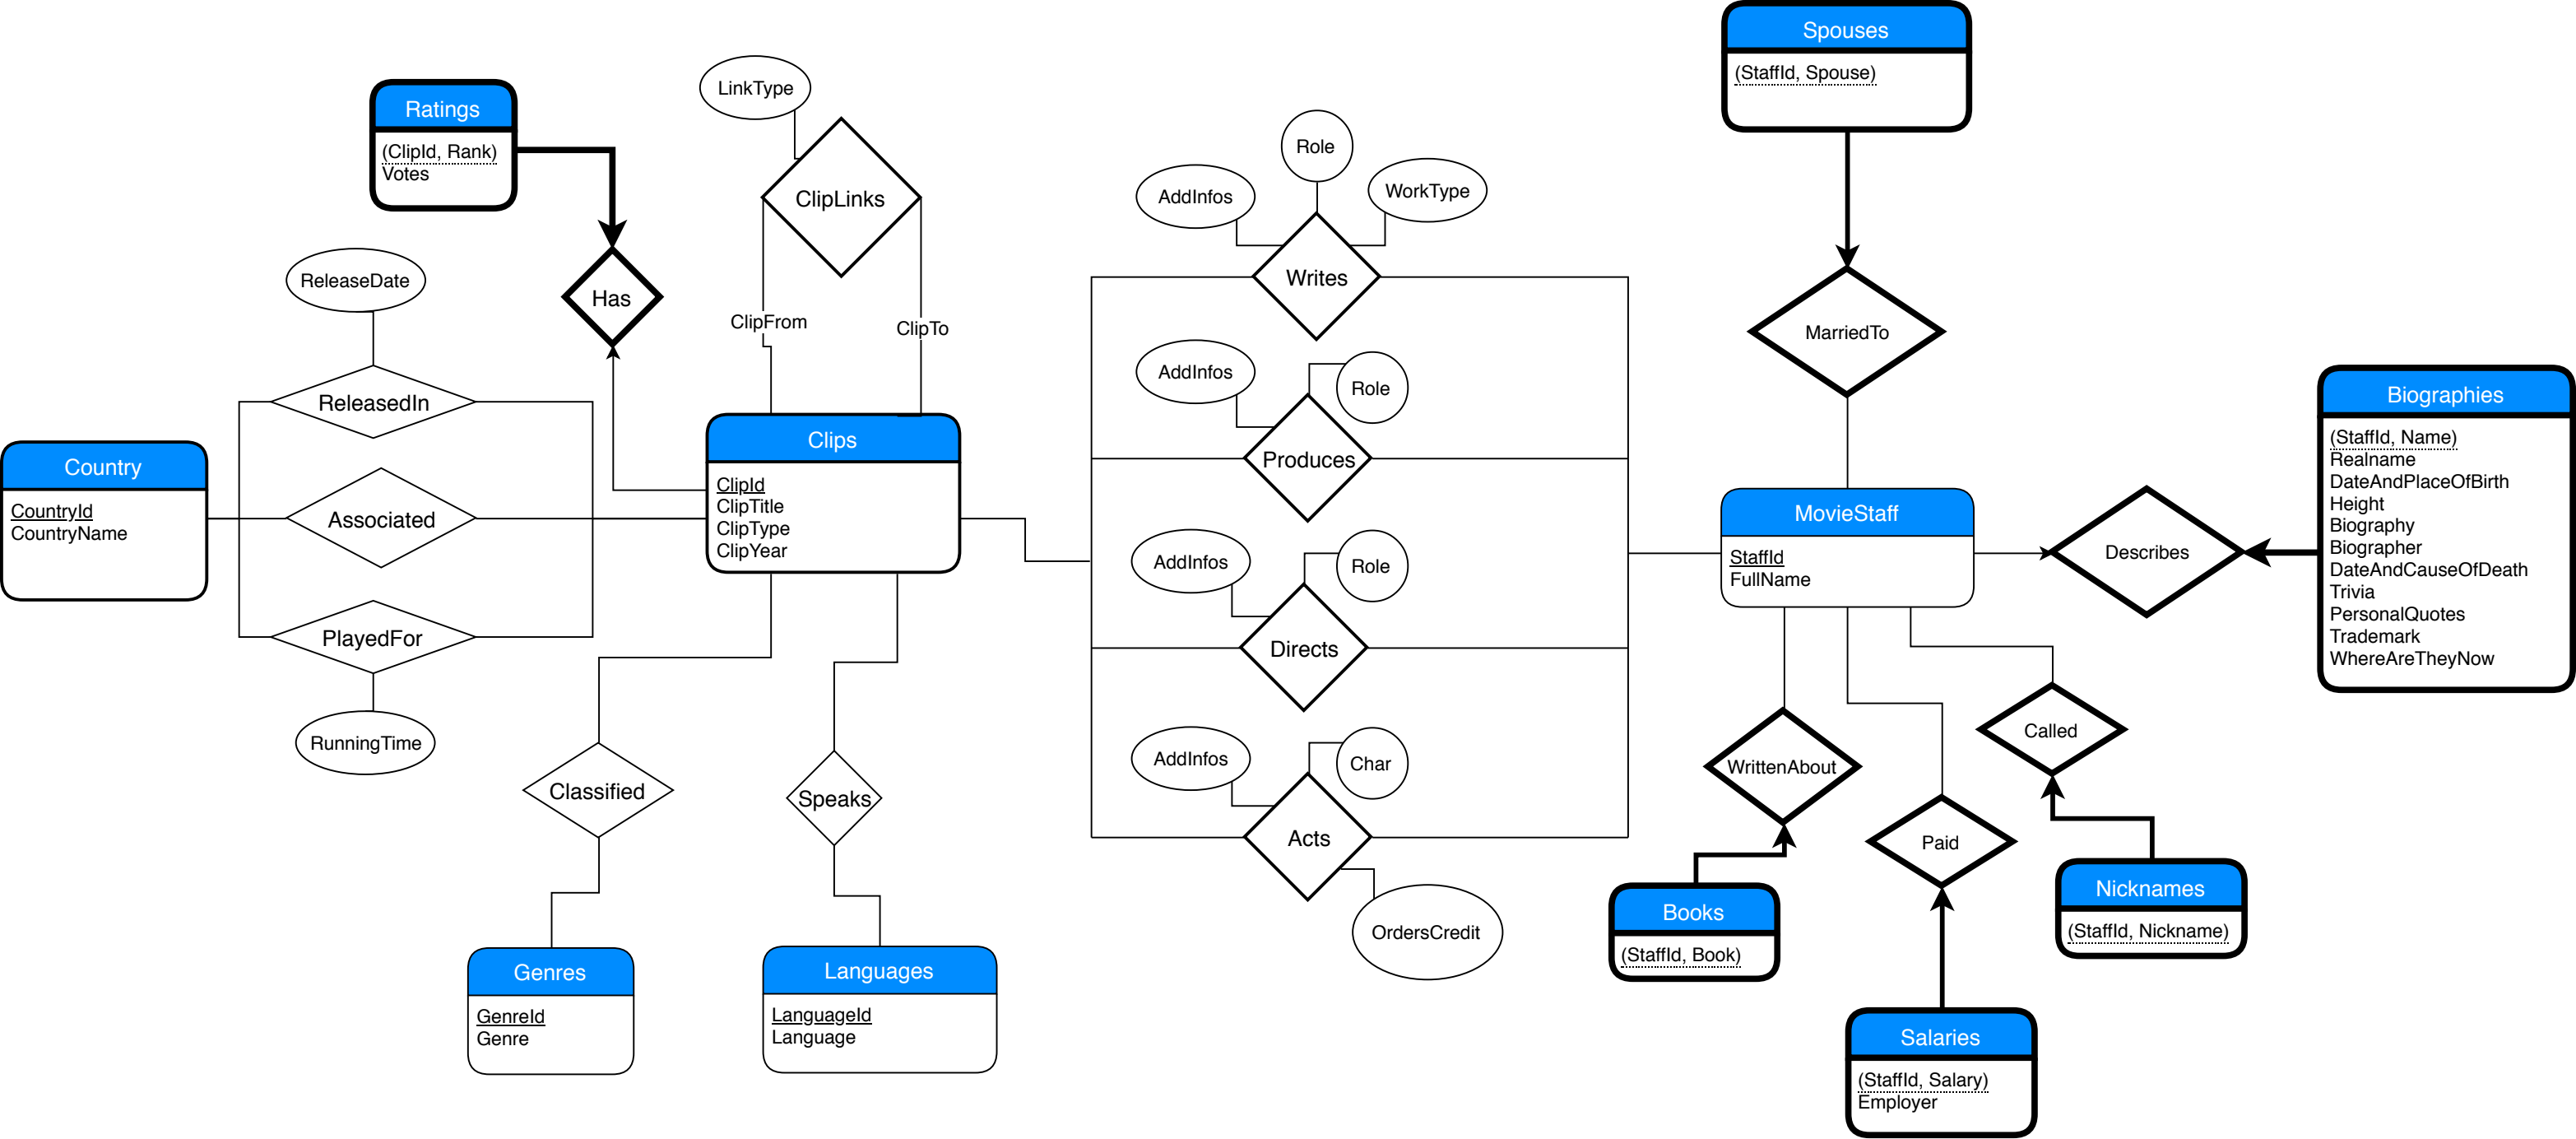 Spouses
(StaffId, Spouse)
Ratings
(ClipId, Rank)
Votes
LinkType
ClipLinks
ClipFrom
ClipTo
Has
ReleaseDate
ReleasedIn
Country
CountryId
CountryName
Associated
PlayedFor
RunningTime
Clips
ClipId
ClipTitle
ClipType
ClipYear
Classified
Speaks
Genres
GenreId
Genre
Languages
LanguageId
Language
Role
AddInfos
WorkType
Writes
AddInfos
Role
Produces
AddInfos
Role
Directs
AddInfos
Char
Acts
OrdersCredit
MarriedTo
MovieStaff
StaffId
FullName
Describes
Biographies
(StaffId, Name)
Realname
DateAndPlaceOfBirth
Height
Biography
Biographer
DateAndCauseOfDeath
Trivia
PersonalQuotes
Trademark
WhereAreTheyNow
WrittenAbout
Called
Paid
Books
(StaffId, Book)
Nicknames
(StaffId, Nickname)
Salaries
(StaffId, Salary)
Employer